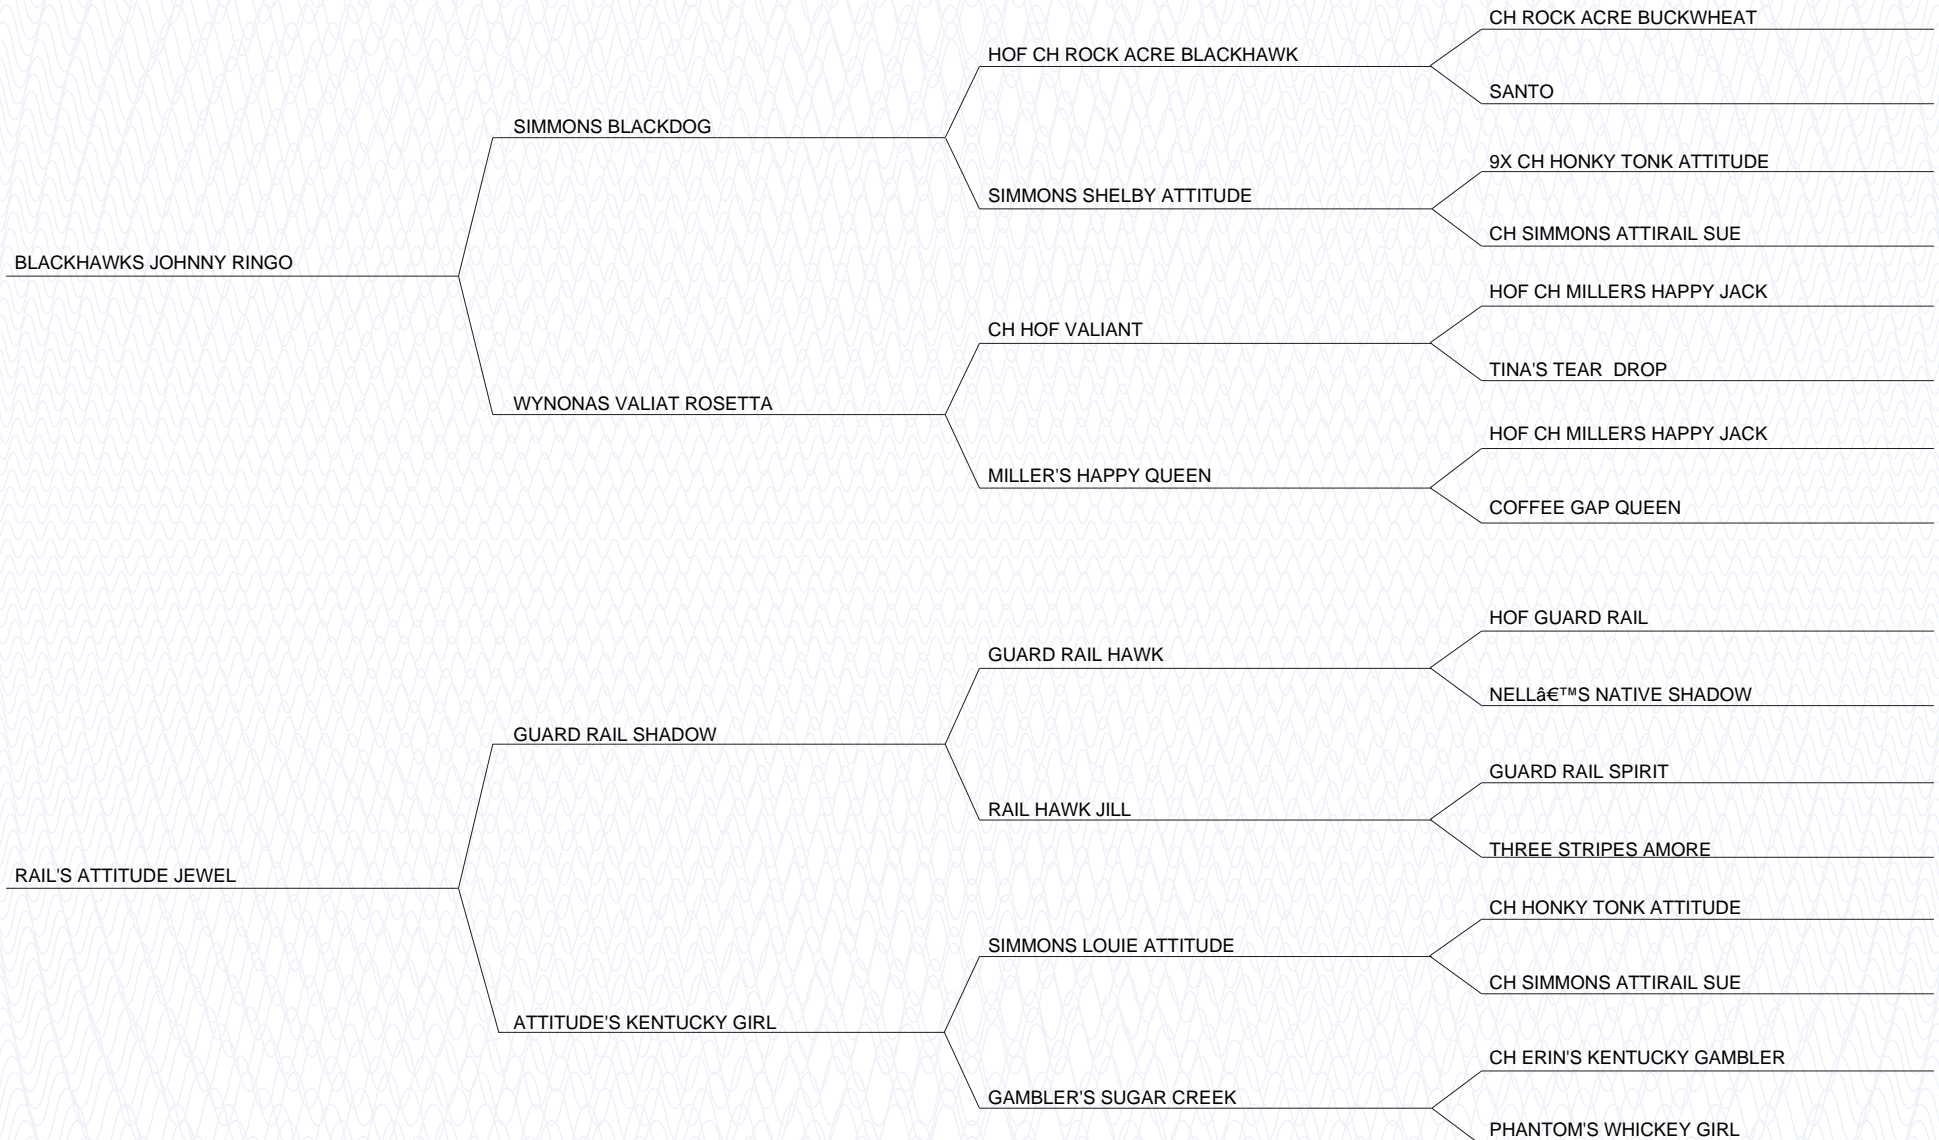 CH ROCK ACRE BUCKWHEAT
HOF CH ROCK ACRE BLACKHAWK
SANTO
SIMMONS BLACKDOG
9X CH HONKY TONK ATTITUDE
SIMMONS SHELBY ATTITUDE
CH SIMMONS ATTIRAIL SUE
BLACKHAWKS JOHNNY RINGO
HOF CH MILLERS HAPPY JACK
CH HOF VALIANT
TINA'S TEAR  DROP
WYNONAS VALIAT ROSETTA
HOF CH MILLERS HAPPY JACK
MILLER'S HAPPY QUEEN
COFFEE GAP QUEEN
HOF GUARD RAIL
GUARD RAIL HAWK
NELLâ€™S NATIVE SHADOW
GUARD RAIL SHADOW
GUARD RAIL SPIRIT
RAIL HAWK JILL
THREE STRIPES AMORE
RAIL'S ATTITUDE JEWEL
CH HONKY TONK ATTITUDE
SIMMONS LOUIE ATTITUDE
CH SIMMONS ATTIRAIL SUE
ATTITUDE'S KENTUCKY GIRL
CH ERIN'S KENTUCKY GAMBLER
GAMBLER'S SUGAR CREEK
PHANTOM'S WHICKEY GIRL